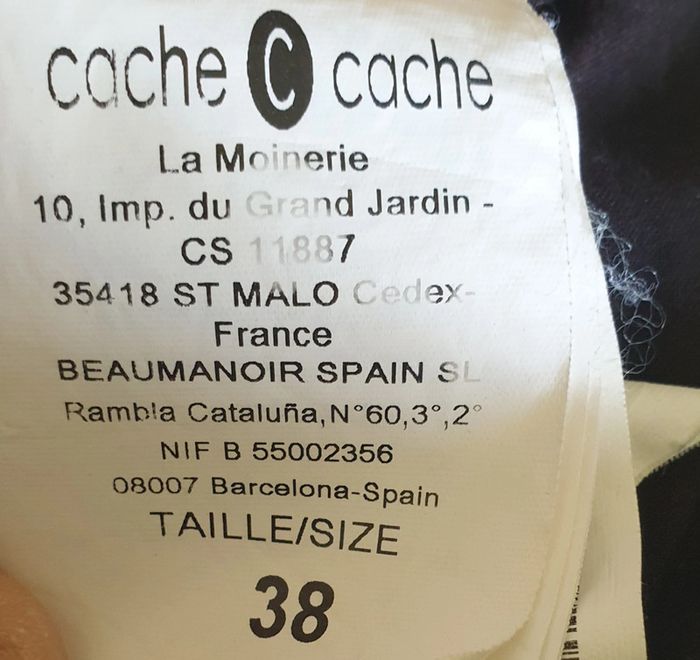 cache C cache
La Moinerie
10, Imp. du Grand Jardin -
CS 11887
35418 ST MALO Cedex-
France
BEAUMANOIR SPAIN SL
Rambla Cataluña,N°60,3°,2°
NIF B 55002356
08007 Barcelona-Spain
TAILLE/SIZE
38